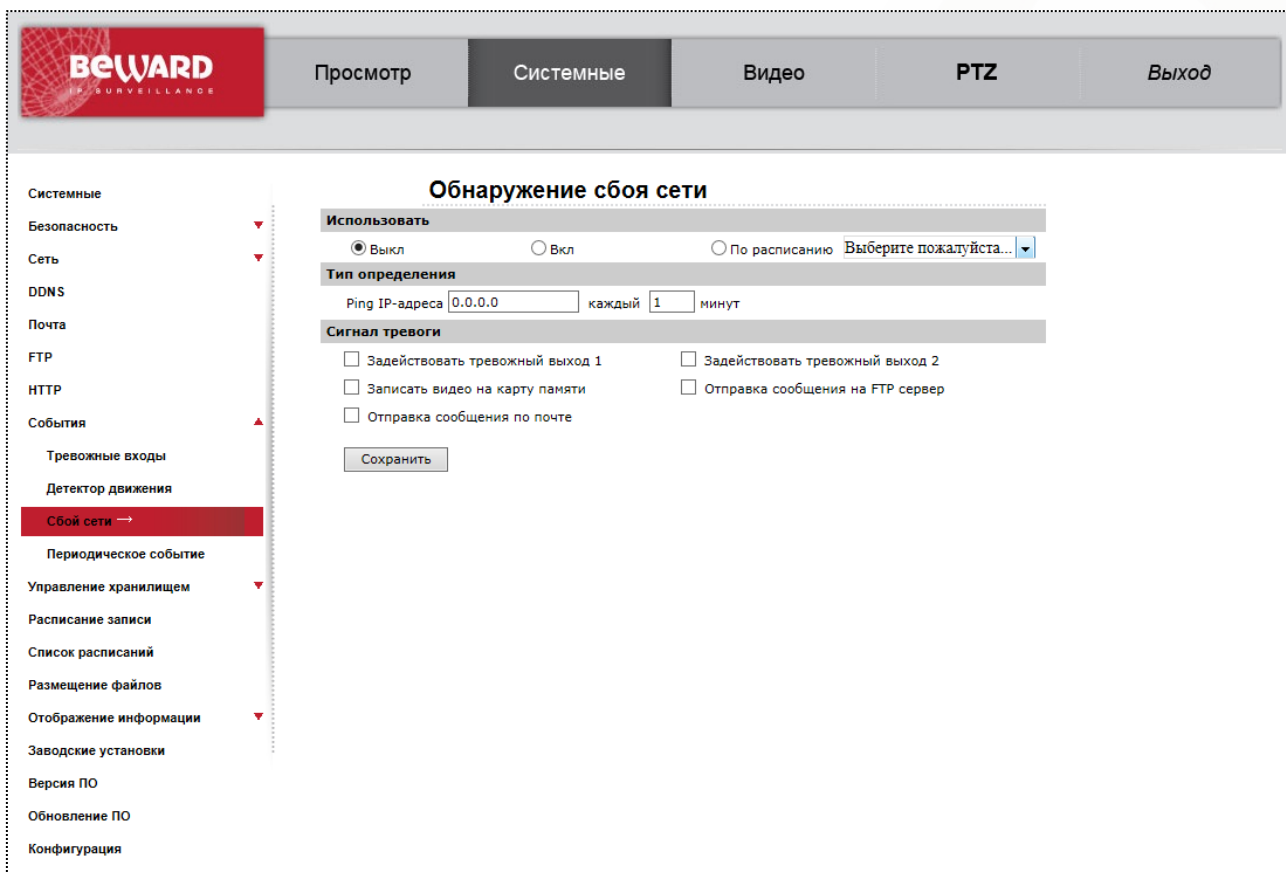 BEWARD
IP SURVEILLANCE
Просмотр
Системные
Видео
PTZ
Выход
Системные
Безопасность
Сеть
DDNS
Почта
FTP
HTTP
События
Тревожные входы
Детектор движения
Сбой сети →
Периодическое событие
Управление хранилищем
Расписание записи
Список расписаний
Размещение файлов
Отображение информации
Заводские установки
Версия ПО
Обновление ПО
Конфигурация
Обнаружение сбоя сети
Использовать
Выкл Вкл По расписанию Выберите пожалуйста...
Тип определения
Ping IP-адреса 0.0.0.0 каждый 1 минут
Сигнал тревоги
Задействовать тревожный выход 1 Задействовать тревожный выход 2
Записать видео на карту памяти Отправка сообщения на FTP сервер
Отправка сообщения по почте
Сохранить